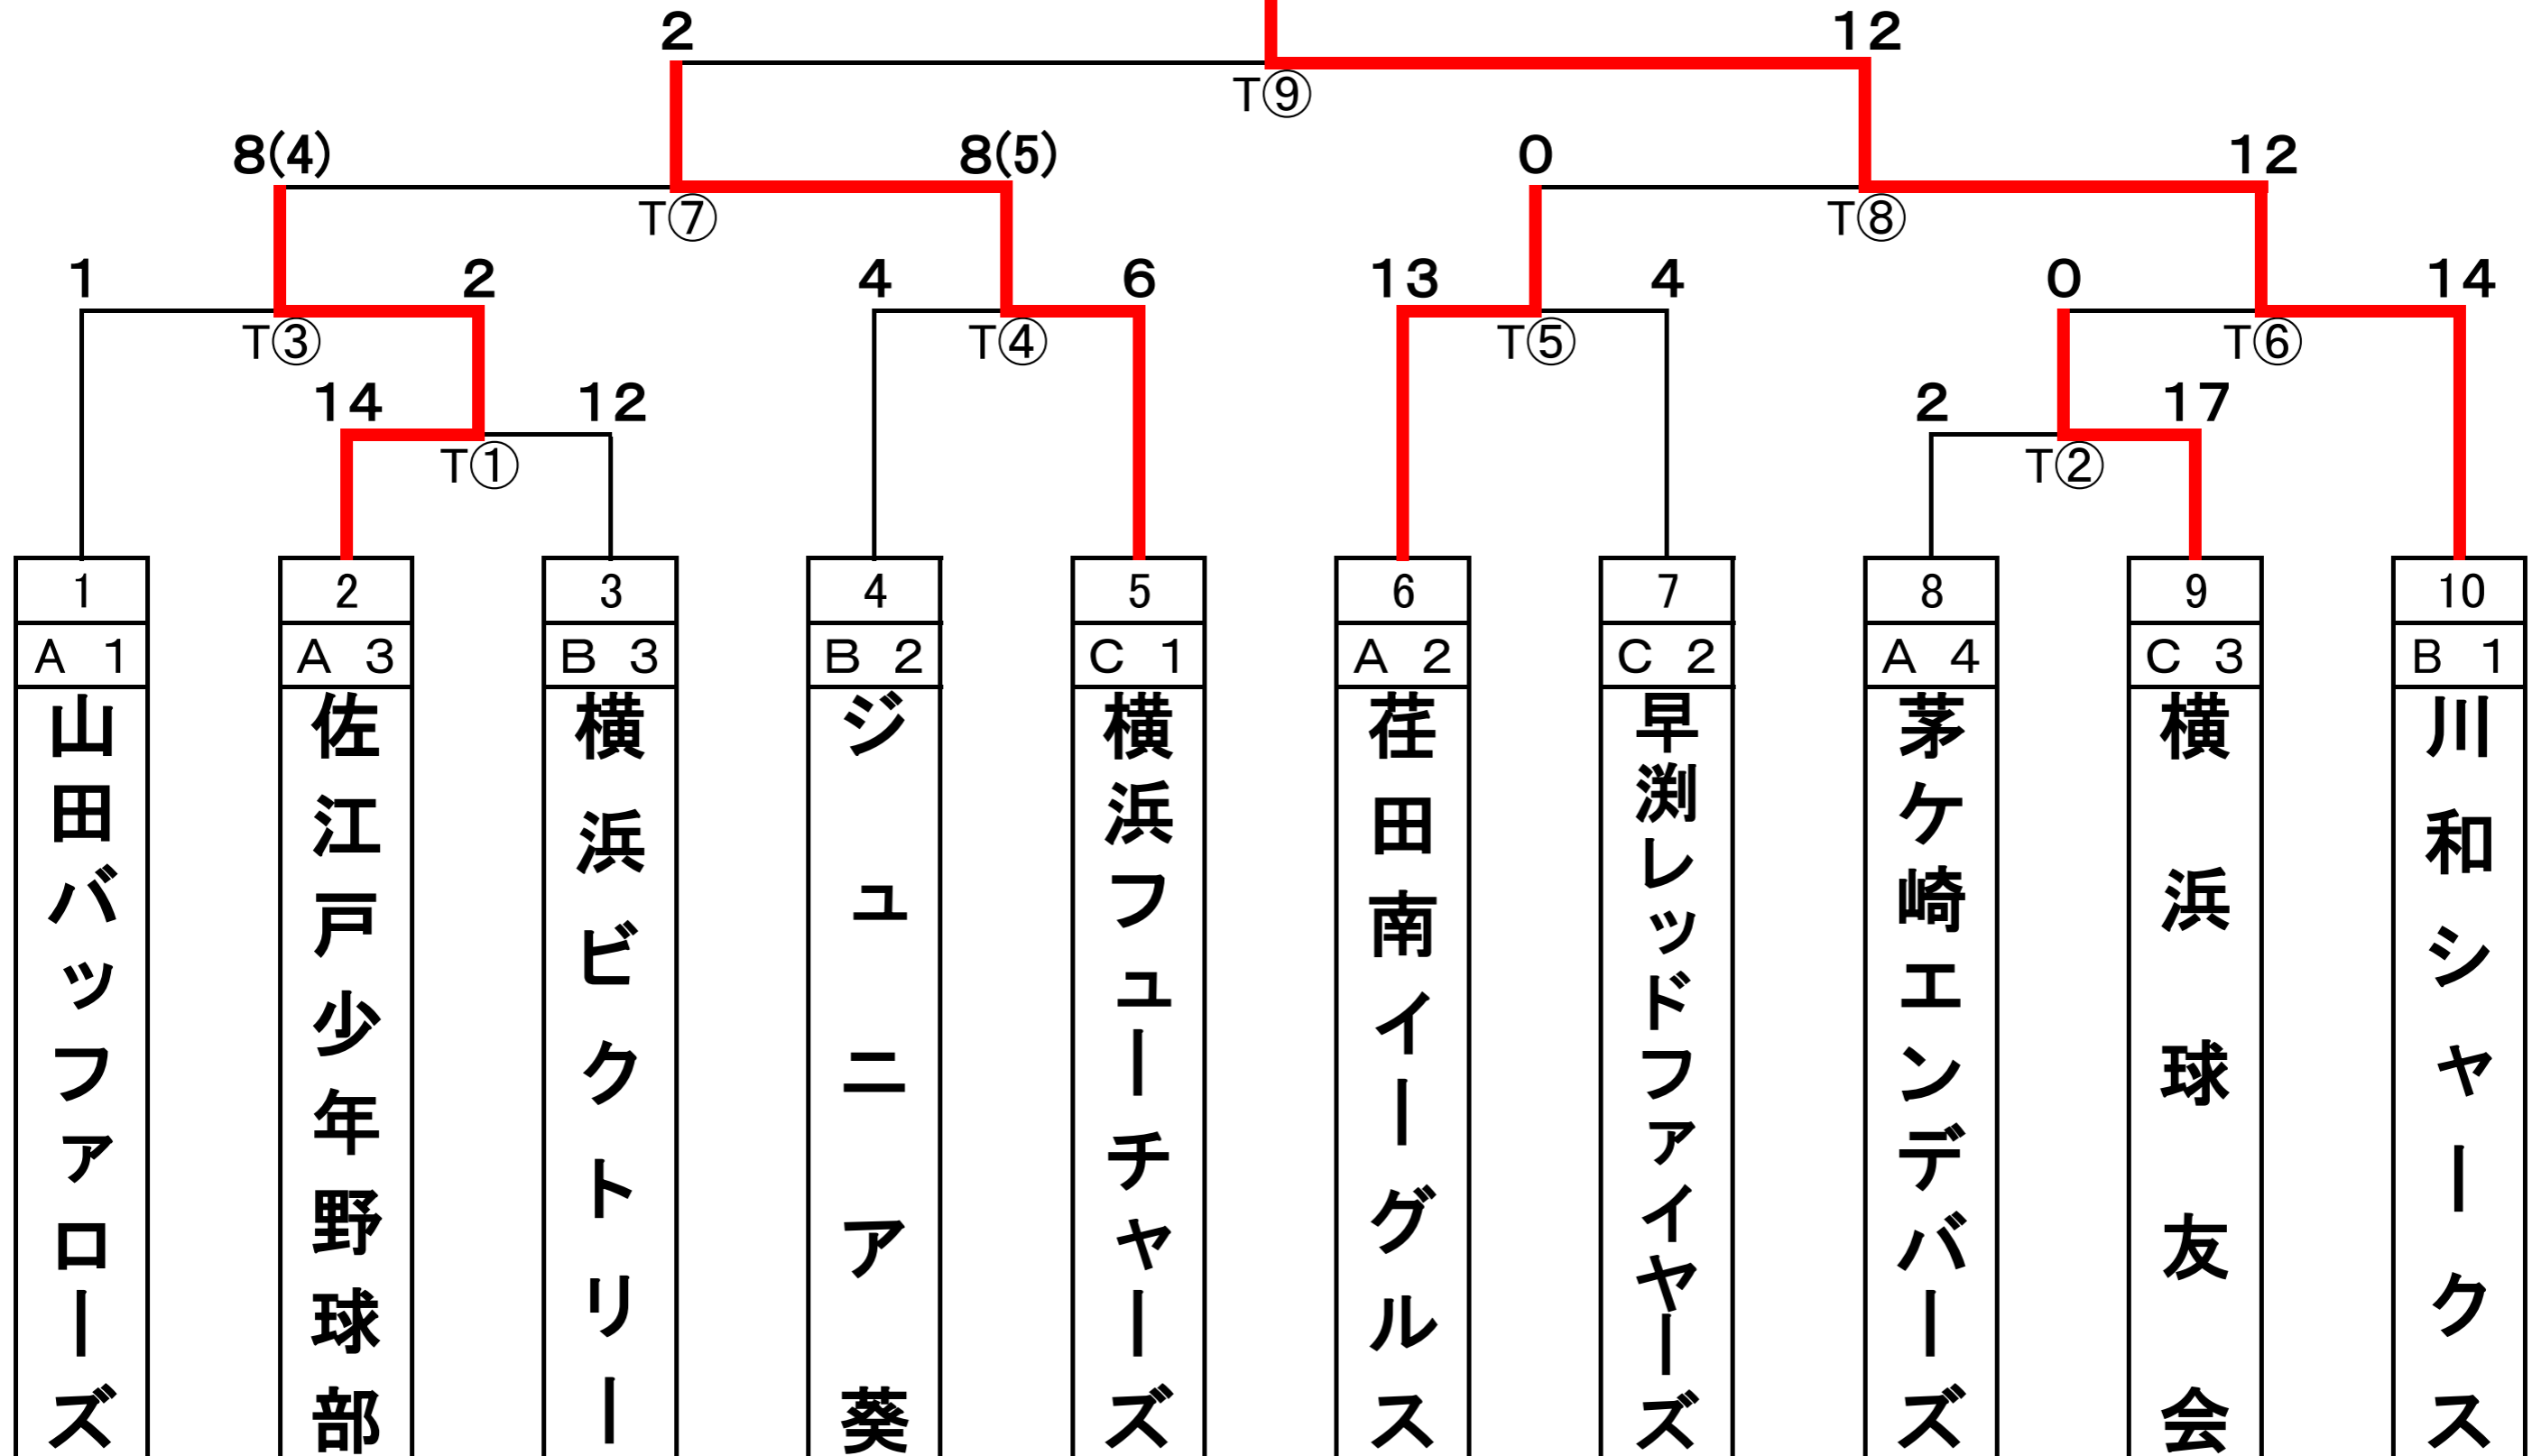 2 12
T⑨
8(4) 8(5) 0 12
T⑦ T⑧
1 2 4 6 13 4 0 14
T③ T④ T⑤ T⑥
14 12 2 17
T① T②
1 2 3 4 5 6 7 8 9 10
A 1 A 3 B 3 B 2 C 1 A 2 C 2 A 4 C 3 B 1
山田バッファローズ
佐江戸少年野球部
横浜ビクトリー
ジュニア葵
横浜フューチャーズ
荏田南イーグルス
早渕レッドファイヤーズ
茅ケ崎エンデバーズ
横浜球友会
川和シャークス